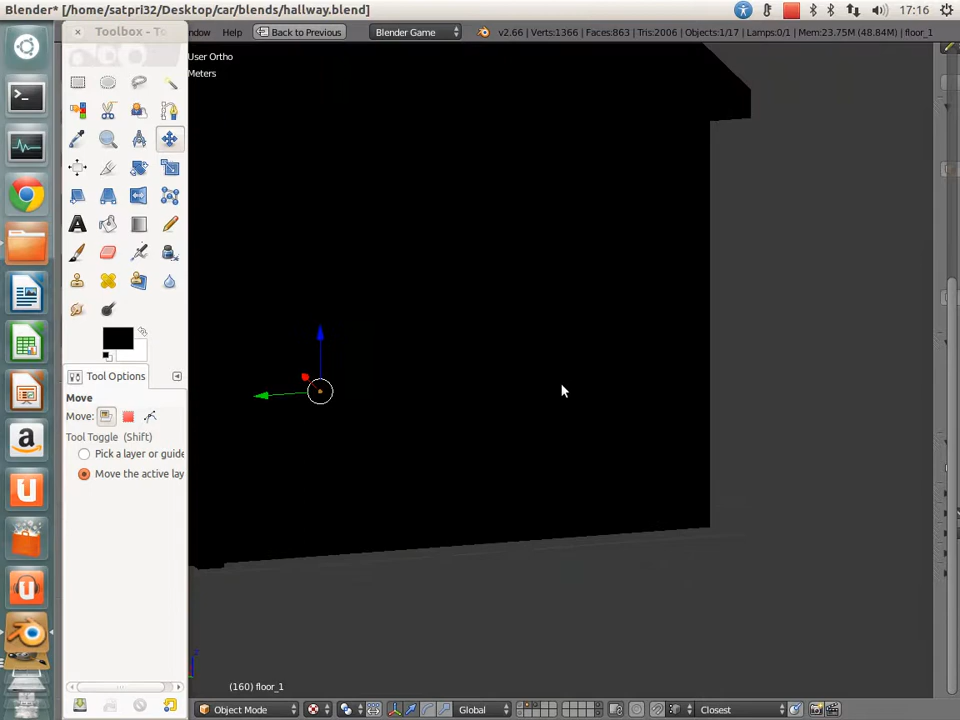 Blender* [/home/satpri32/Desktop/car/blends/hallway.blend]
17:16
Toolbox - To
ndow
Help
Back to Previous
Blender Game
v2.66 | Verts:1366 | Faces:863 | Tris:2006 | Objects:1/17 | Lamps:0/1 | Mem:23.75M (48.84M) | floor_1
User Ortho
Meters
Tool Options
Move
Move:
Tool Toggle (Shift)
Pick a layer or guide
Move the active lay
(160) floor_1
Object Mode
Global
Closest